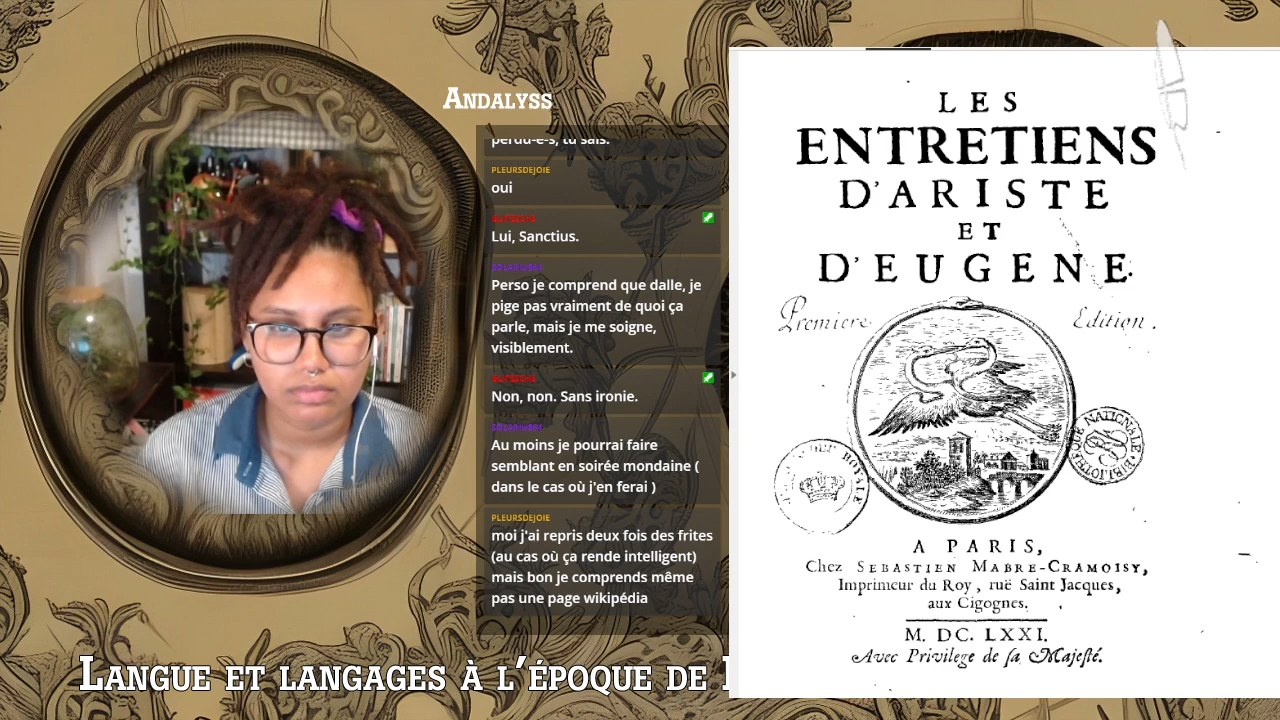 ANDALYSS
perdu-e-s, tu sais.
PLEURSDEJOIE
oui
Lui, Sanctius.
Perso je comprend que dalle, je
pige pas vraiment de quoi ça
parle, mais je me soigne,
visiblement.
Non, non. Sans ironie.
Au moins je pourrai faire
semblant en soirée mondaine (
dans le cas où j'en ferai )
PLEURSDEJOIE
moi j'ai repris deux fois des frites
(au cas où ça rende intelligent)
mais bon je comprends même
pas une page wikipédia
LANGUE ET LANGAGES À L'ÉPOQUE DE
LES
ENTRETIENS
D'ARISTE
ET
D'EUGENE.
Premiere Edition.
A PARIS,
Chez SEBASTIEN MABRE-CRAMOISY,
Imprimeur du Roy, ruë Saint Jacques,
aux Cigognes.
M. DC. LXXI.
Avec Privilege de sa Majesté.